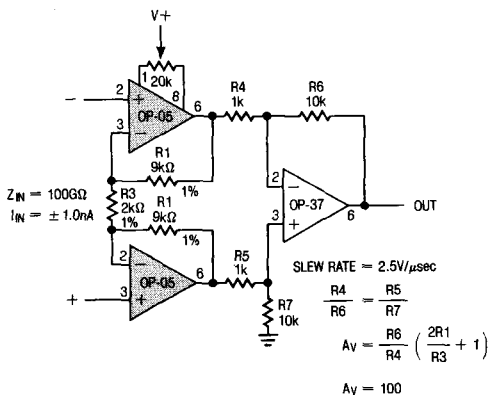 V+
1
20k
8
2
+
6
OP-05
3
−
R4
1k
R6
10k
R1
9kΩ
1%
ZIN = 100GΩ
IIN = ± 1.0nA
R3
2kΩ
1%
R1
9kΩ
1%
2
−
3
+
OP-37
6
OUT
2
−
OP-05
6
3
+
−
+
R5
1k
R7
10k
SLEW RATE = 2.5V/μsec
R4/R6 = R5/R7
AV = R6/R4 ( 2R1/R3 + 1 )
AV = 100